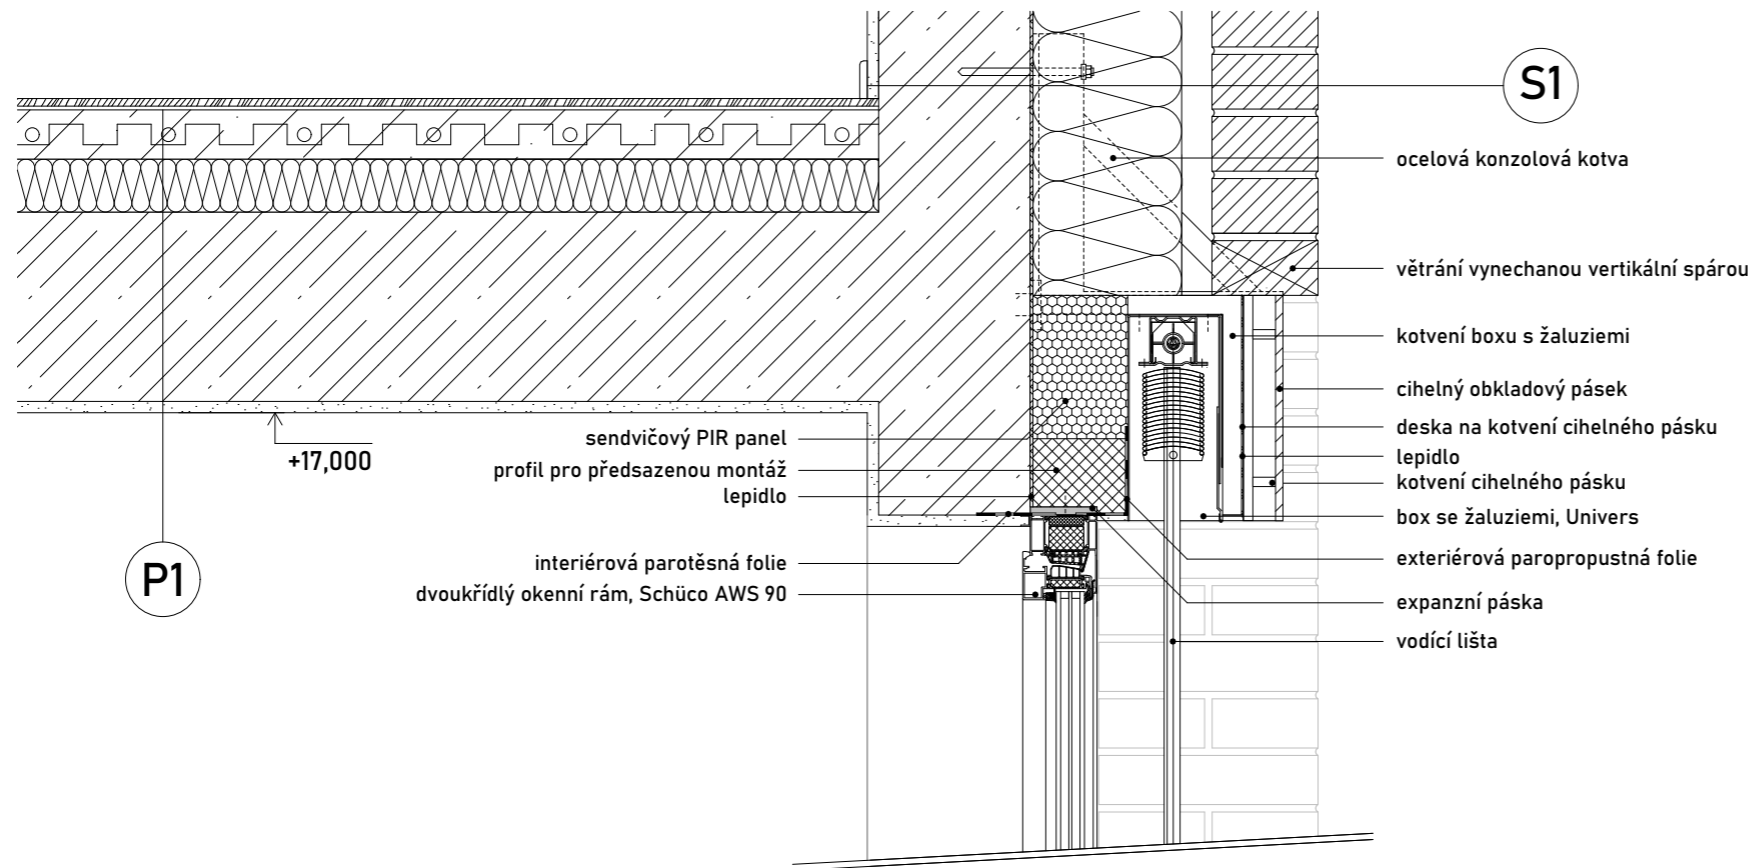 S1
ocelová konzolová kotva
větrání vynechanou vertikální spárou
kotvení boxu s žaluziemi
cihelný obkladový pásek
deska na kotvení cihelného pásku
lepidlo
kotvení cihelného pásku
box se žaluziemi, Univers
exteriérová paropropustná folie
expanzní páska
vodící lišta
sendvičový PIR panel
profil pro předsazenou montáž
lepidlo
interiérová parotěsná folie
dvoukřídlý okenní rám, Schüco AWS 90
+17,000
P1